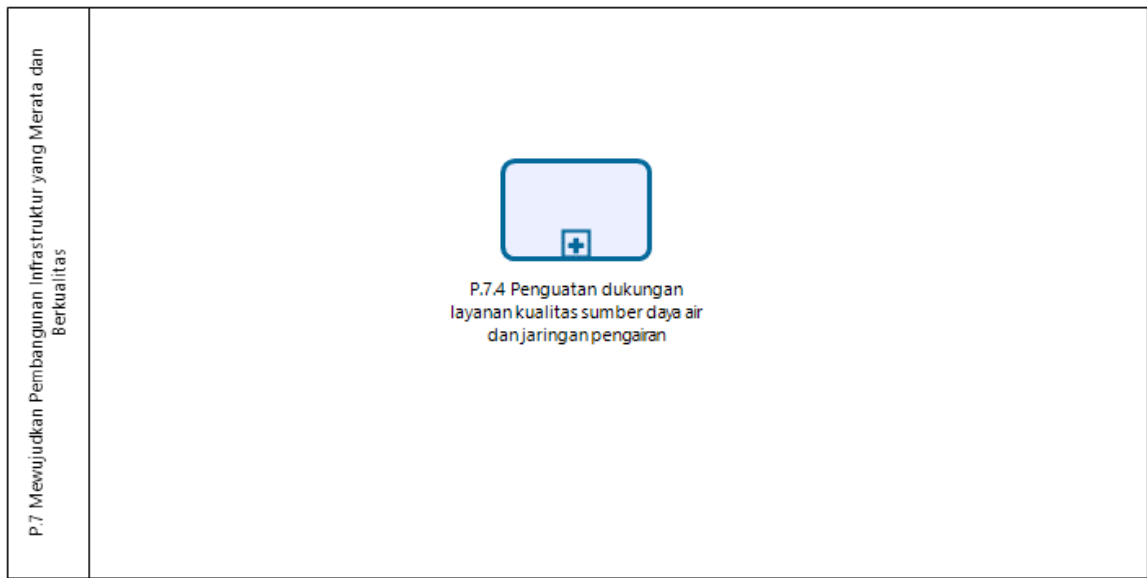 P.7 Mewujudkan Pembangunan Infrastruktur yang Merata dan
Berkualitas
P.7.4 Penguatan dukungan
layanan kualitas sumber daya air
dan jaringan pengairan